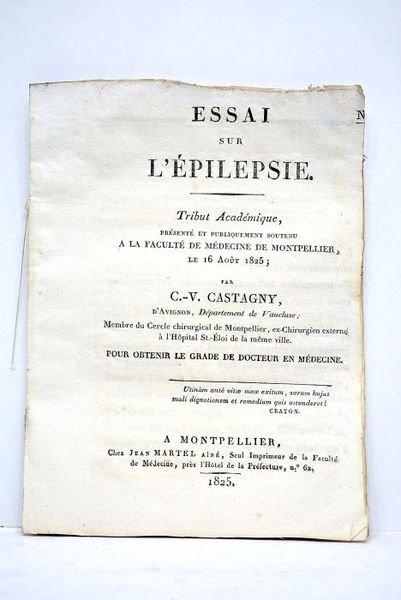 ESSAI
SUR
L'ÉPILEPSIE.
Tribut Académique,
PRÉSENTÉ ET PUBLIQUEMENT SOUTENU
A LA FACULTÉ DE MÉDECINE DE MONTPELLIER,
LE 16 AOÛT 1825;
PAR
C.-V. CASTAGNY,
D'AVIGNON, Département de Vaucluse,
Membre du Cercle chirurgical de Montpellier, ex-Chirurgien externe
à l'Hôpital St.-Éloi de la même ville.
POUR OBTENIR LE GRADE DE DOCTEUR EN MÉDECINE.
Utinàm antè vitæ meæ exitum, veram hujus
mali dignotionem et remedium quis ostenderet!
CRATON.
A MONTPELLIER,
Chez JEAN MARTEL AÎNÉ, Seul Imprimeur de la Faculté
de Médecine, près l'Hôtel de la Préfecture, n.º 62,
1825.
N